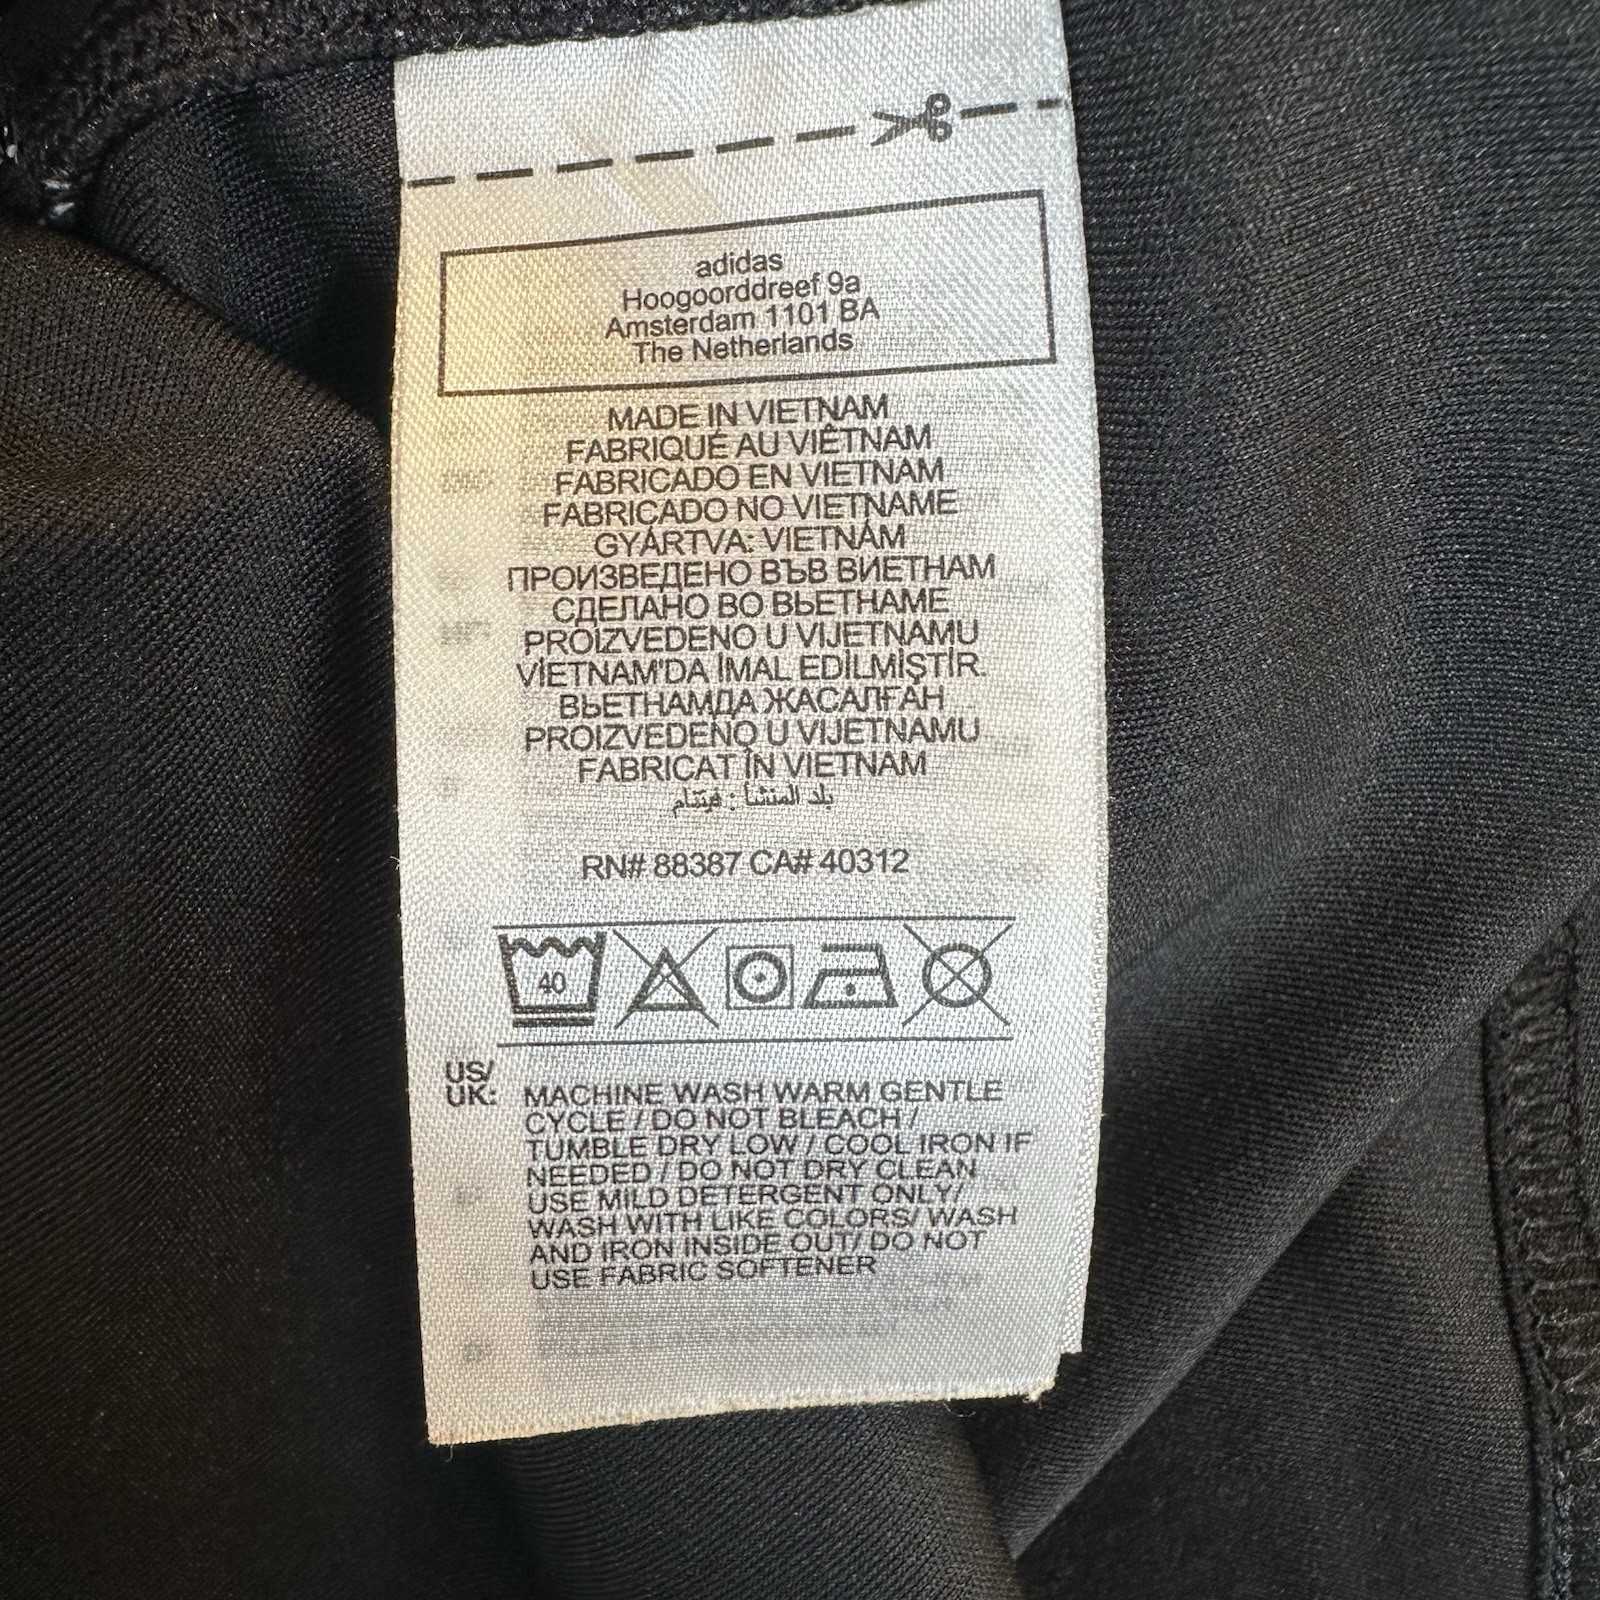 adidas
Hoogoorddreef 9a
Amsterdam 1101 BA
The Netherlands
MADE IN VIETNAM
FABRIQUÉ AU VIÊTNAM
FABRICADO EN VIETNAM
FABRICADO NO VIETNAME
GYÁRTVA: VIETNÁM
ПРОИЗВЕДЕНО ВЪВ ВИЕТНАМ
СДЕЛАНО ВО ВЬЕТНАМЕ
PROIZVEDENO U VIJETNAMU
VİETNAM'DA İMAL EDİLMİŞTİR.
ВЬЕТНАМДА ЖАСАЛҒАН
PROIZVEDENO U VIJETNAMU
FABRICAT ÎN VIETNAM
بلد المنشأ : فيتنام
RN# 88387 CA# 40312
40
US/
UK: MACHINE WASH WARM GENTLE
CYCLE / DO NOT BLEACH /
TUMBLE DRY LOW / COOL IRON IF
NEEDED / DO NOT DRY CLEAN
USE MILD DETERGENT ONLY/
WASH WITH LIKE COLORS/ WASH
AND IRON INSIDE OUT/ DO NOT
USE FABRIC SOFTENER